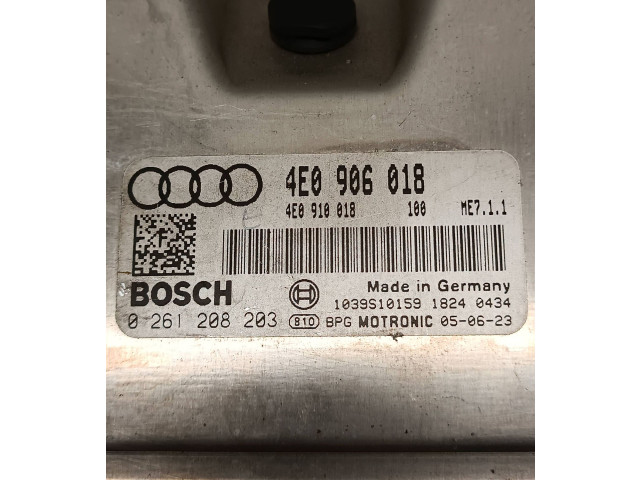 4E0 906 018
4E0 910 018 100 ME7.1.1
Made in Germany
BOSCH 1039S10159 1824 0434
0 261 208 203 810 BPG MOTRONIC 05-06-23